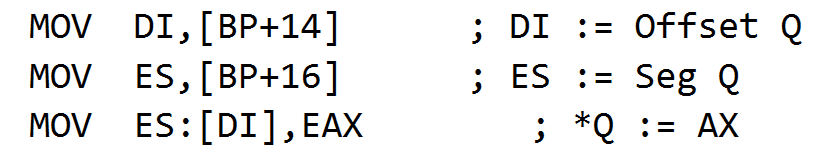 MOV DI,[BP+14] ; DI := Offset Q
MOV ES,[BP+16] ; ES := Seg Q
MOV ES:[DI],EAX ; *Q := AX